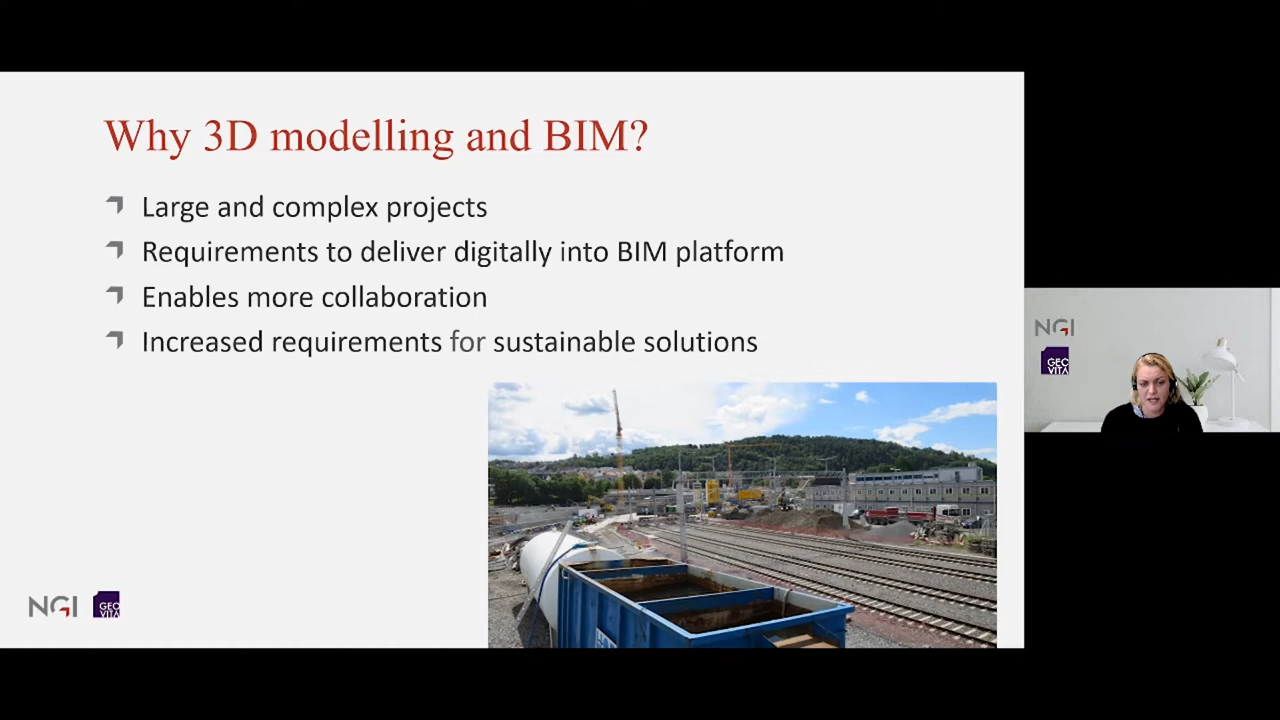 Why 3D modelling and BIM?
Large and complex projects
Requirements to deliver digitally into BIM platform
Enables more collaboration
Increased requirements for sustainable solutions
NGI
GEO
VITA
NGI
GEO
VITA